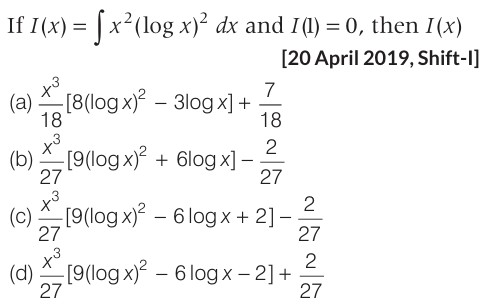 If I(x) = ∫ x²(log x)² dx and I(1) = 0, then I(x)
[20 April 2019, Shift-I]
(a) x³/18 [8(log x)² − 3log x] + 7/18
(b) x³/27 [9(log x)² + 6log x] − 2/27
(c) x³/27 [9(log x)² − 6 log x + 2] − 2/27
(d) x³/27 [9(log x)² − 6 log x − 2] + 2/27